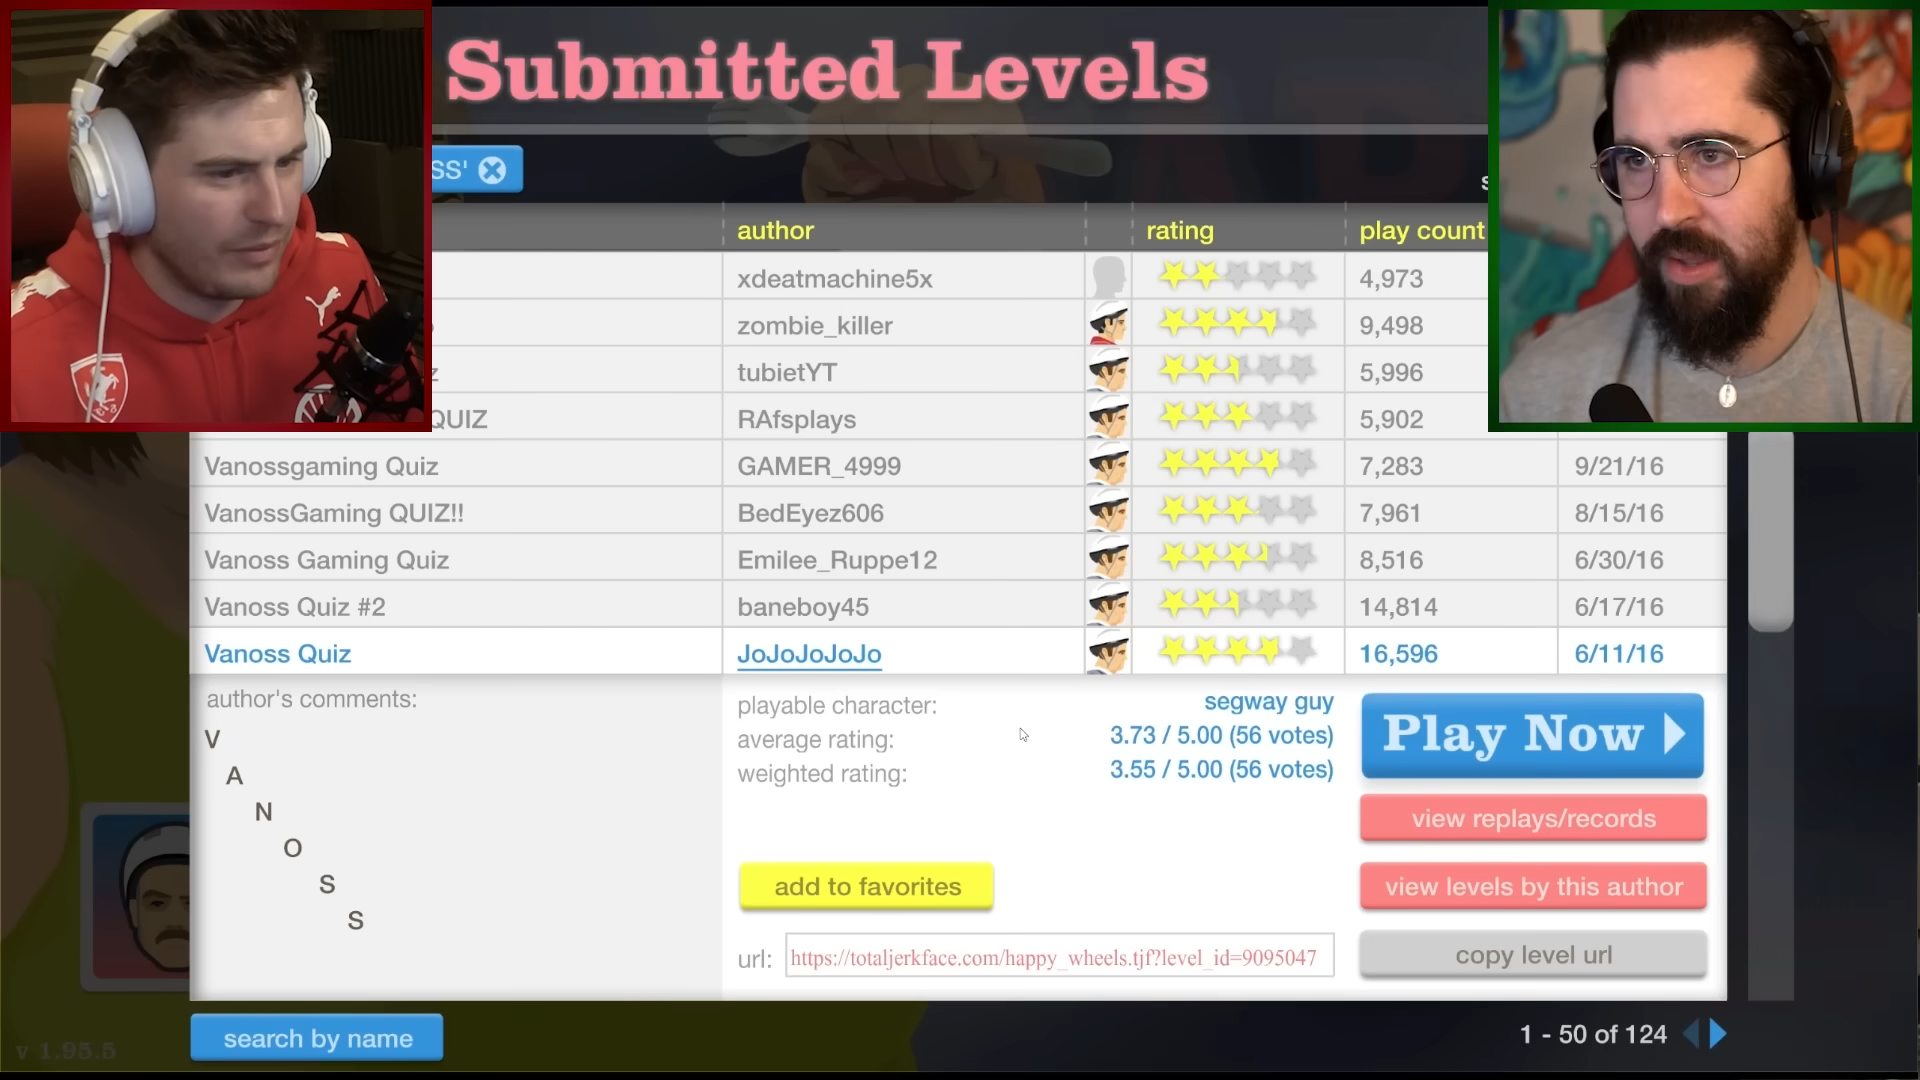 Submitted Levels
SS'
author rating play count
xdeatmachine5x 4,973
zombie_killer 9,498
z tubietYT 5,996
QUIZ RAfsplays 5,902
Vanossgaming Quiz GAMER_4999 7,283 9/21/16
VanossGaming QUIZ!! BedEyez606 7,961 8/15/16
Vanoss Gaming Quiz Emilee_Ruppe12 8,516 6/30/16
Vanoss Quiz #2 baneboy45 14,814 6/17/16
Vanoss Quiz JoJoJoJoJo 16,596 6/11/16
author's comments:
V
A
N
O
S
S
playable character: segway guy
average rating: 3.73 / 5.00 (56 votes)
weighted rating: 3.55 / 5.00 (56 votes)
add to favorites
url: https://totaljerkface.com/happy_wheels.tjf?level_id=9095047
Play Now
view replays/records
view levels by this author
copy level url
search by name
1 - 50 of 124
v 1.95.5